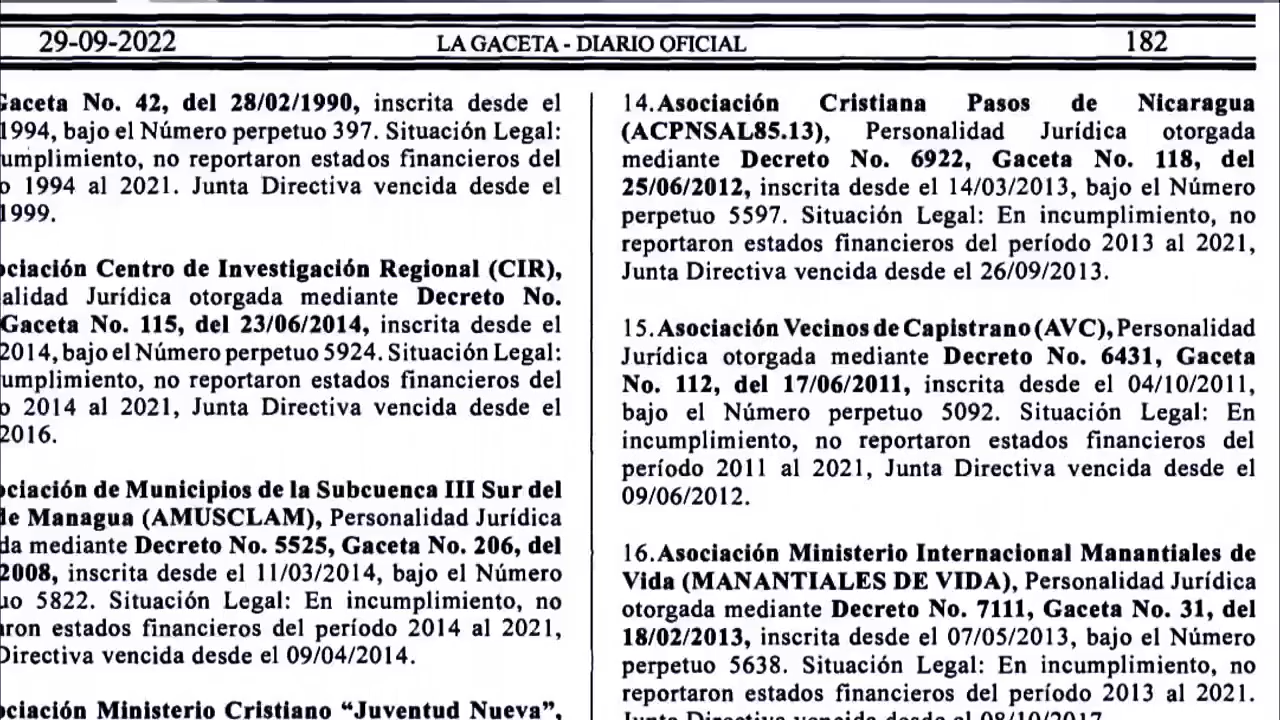 29-09-2022 LA GACETA - DIARIO OFICIAL 182
Gaceta No. 42, del 28/02/1990, inscrita desde el
1994, bajo el Número perpetuo 397. Situación Legal:
umplimiento, no reportaron estados financieros del
o 1994 al 2021. Junta Directiva vencida desde el
1999.
ociación Centro de Investigación Regional (CIR),
alidad Jurídica otorgada mediante Decreto No.
Gaceta No. 115, del 23/06/2014, inscrita desde el
2014, bajo el Número perpetuo 5924. Situación Legal:
umplimiento, no reportaron estados financieros del
o 2014 al 2021, Junta Directiva vencida desde el
2016.
ociación de Municipios de la Subcuenca III Sur del
de Managua (AMUSCLAM), Personalidad Jurídica
da mediante Decreto No. 5525, Gaceta No. 206, del
2008, inscrita desde el 11/03/2014, bajo el Número
uo 5822. Situación Legal: En incumplimiento, no
aron estados financieros del período 2014 al 2021,
Directiva vencida desde el 09/04/2014.
ociación Ministerio Cristiano “Juventud Nueva”,
14.Asociación Cristiana Pasos de Nicaragua
(ACPNSAL85.13), Personalidad Jurídica otorgada
mediante Decreto No. 6922, Gaceta No. 118, del
25/06/2012, inscrita desde el 14/03/2013, bajo el Número
perpetuo 5597. Situación Legal: En incumplimiento, no
reportaron estados financieros del período 2013 al 2021,
Junta Directiva vencida desde el 26/09/2013.
15.Asociación Vecinos de Capistrano (AVC), Personalidad
Jurídica otorgada mediante Decreto No. 6431, Gaceta
No. 112, del 17/06/2011, inscrita desde el 04/10/2011,
bajo el Número perpetuo 5092. Situación Legal: En
incumplimiento, no reportaron estados financieros del
período 2011 al 2021, Junta Directiva vencida desde el
09/06/2012.
16.Asociación Ministerio Internacional Manantiales de
Vida (MANANTIALES DE VIDA), Personalidad Jurídica
otorgada mediante Decreto No. 7111, Gaceta No. 31, del
18/02/2013, inscrita desde el 07/05/2013, bajo el Número
perpetuo 5638. Situación Legal: En incumplimiento, no
reportaron estados financieros del período 2013 al 2021.
Junta Directiva vencida desde el 08/10/2017